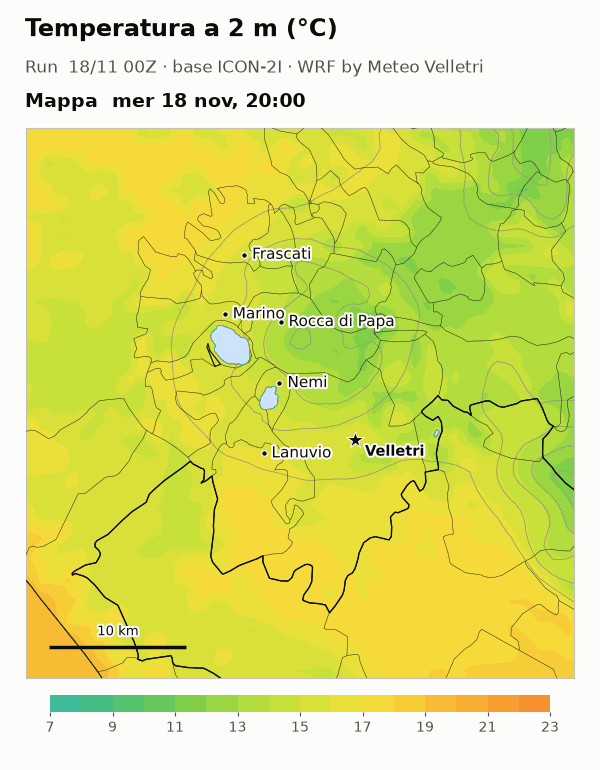 Temperatura a 2 m (°C)
Run  18/11 00Z · base ICON-2I · WRF by Meteo Velletri
Mappa  mer 18 nov, 20:00
Frascati
Marino
Rocca di Papa
Nemi
Velletri
Lanuvio
10 km
7 9 11 13 15 17 19 21 23